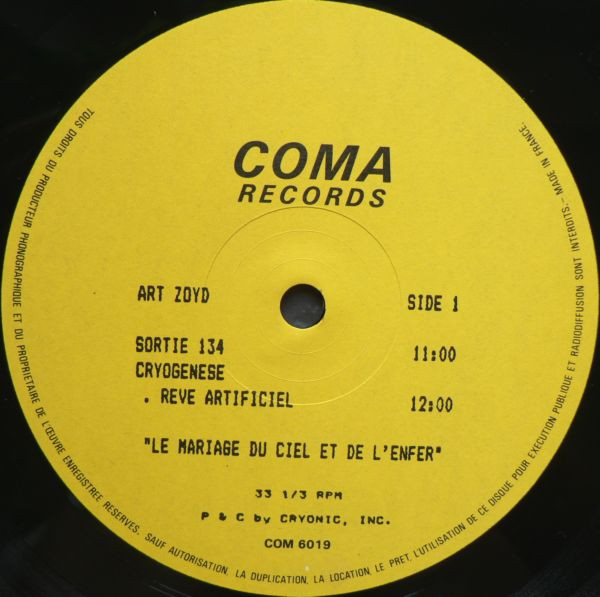 COMA
RECORDS
ART ZOYD
SIDE 1
SORTIE 134 11:00
CRYOGENESE
. REVE ARTIFICIEL 12:00
"LE MARIAGE DU CIEL ET DE L'ENFER"
33 1/3 RPM
P & C by CRYONIC, INC.
COM 6019
TOUS DROITS DU PRODUCTEUR PHONOGRAPHIQUE ET DU PROPRIETAIRE DE L'ŒUVRE ENREGISTREE RESERVES. SAUF AUTORISATION, LA DUPLICATION, LA LOCATION, LE PRET, L'UTILISATION DE CE DISQUE POUR EXECUTION PUBLIQUE ET RADIODIFFUSION SONT INTERDITS.- MADE IN FRANCE.